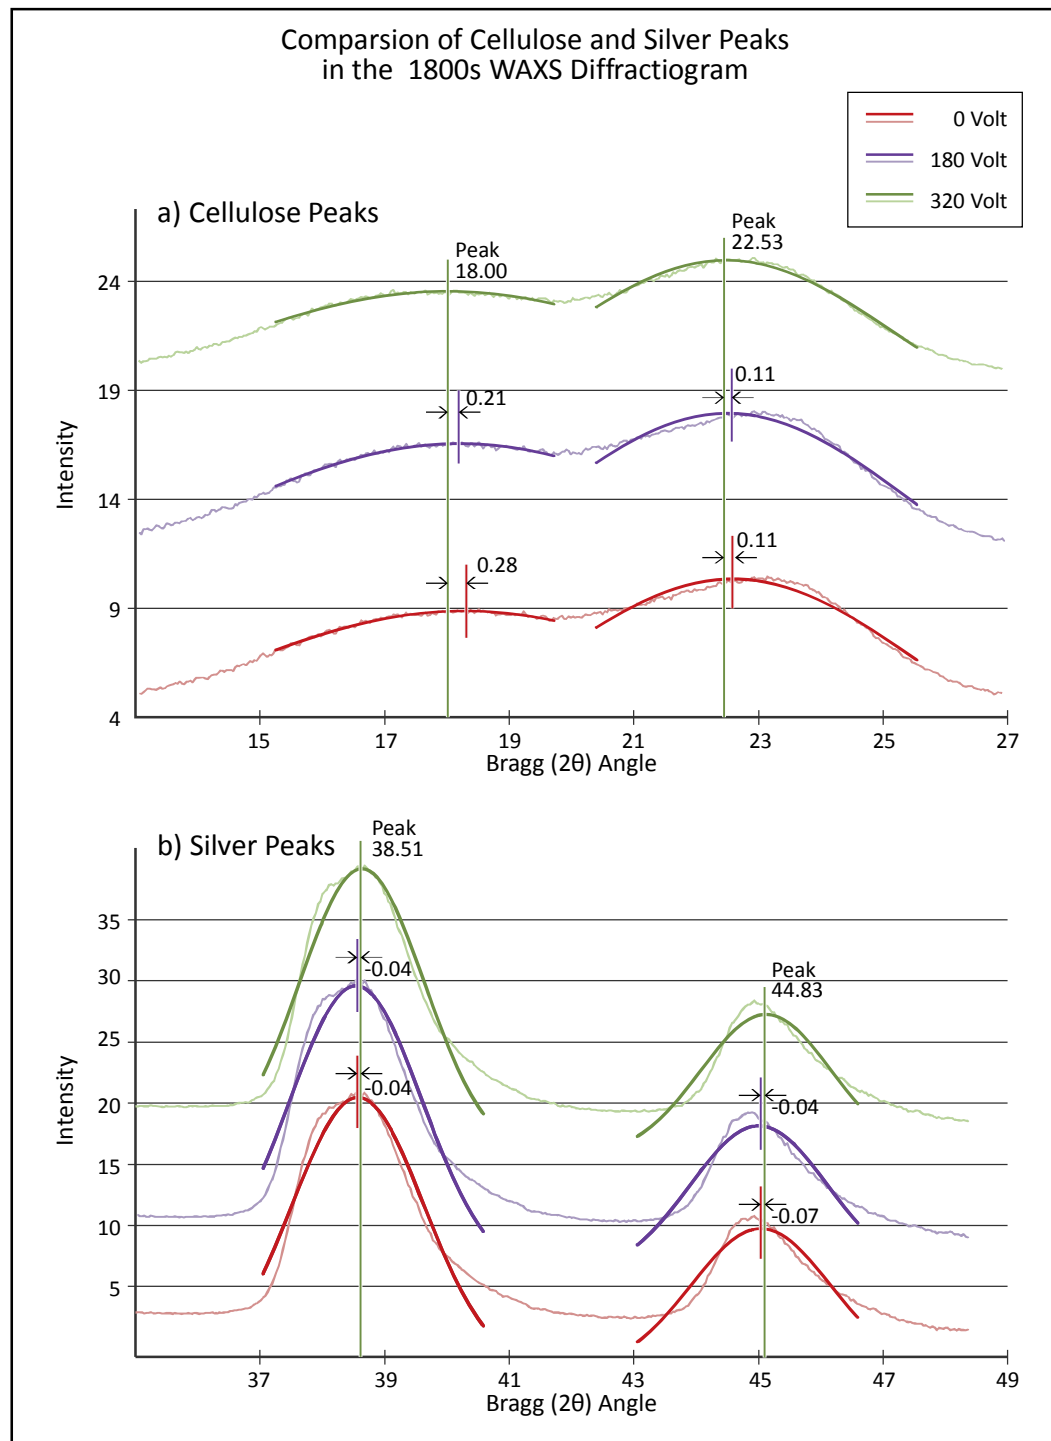 Comparsion of Cellulose and Silver Peaks
in the 1800s WAXS Diffractiogram
0 Volt
180 Volt
320 Volt
a) Cellulose Peaks
Peak
18.00
Peak
22.53
24
19
0.21
0.11
Intensity
14
0.28
0.11
9
4
15
17
19
21
23
25
27
Bragg (2θ) Angle
b) Silver Peaks
Peak
38.51
35
30
-0.04
Peak
44.83
25
20
-0.04
-0.04
Intensity
15
10
-0.07
5
37
39
41
43
45
47
49
Bragg (2θ) Angle